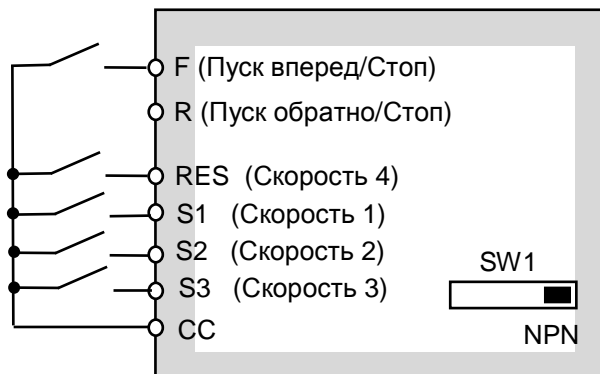 F (Пуск вперед/Стоп)
R (Пуск обратно/Стоп)
RES (Скорость 4)
S1 (Скорость 1)
S2 (Скорость 2)
S3 (Скорость 3)
CC
SW1
NPN